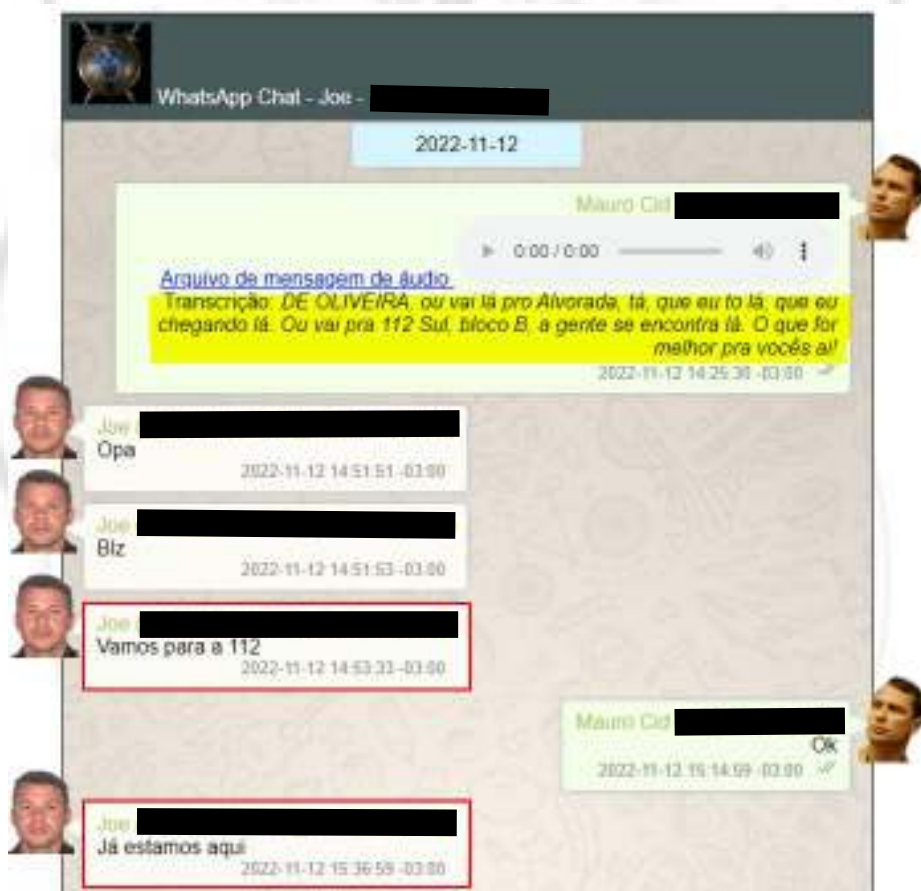 WhatsApp Chat - Joe -
2022-11-12
Mauro Cid
0:00 / 0:00
Arquivo de mensagem de áudio
Transcrição: DE OLIVEIRA, ou vai lá pro Alvorada, tá, que eu to lá, que eu
chegando lá. Ou vai pra 112 Sul, bloco B, a gente se encontra lá. O que for
melhor pra vocês aí!
2022-11-12 14:25:30 -03:00
Joe
Opa
2022-11-12 14:51:51 -03:00
Joe
Blz
2022-11-12 14:51:53 -03:00
Joe
Vamos para a 112
2022-11-12 14:53:33 -03:00
Mauro Cid
Ok
2022-11-12 15:14:59 -03:00
Joe
Já estamos aqui
2022-11-12 15:36:59 -03:00